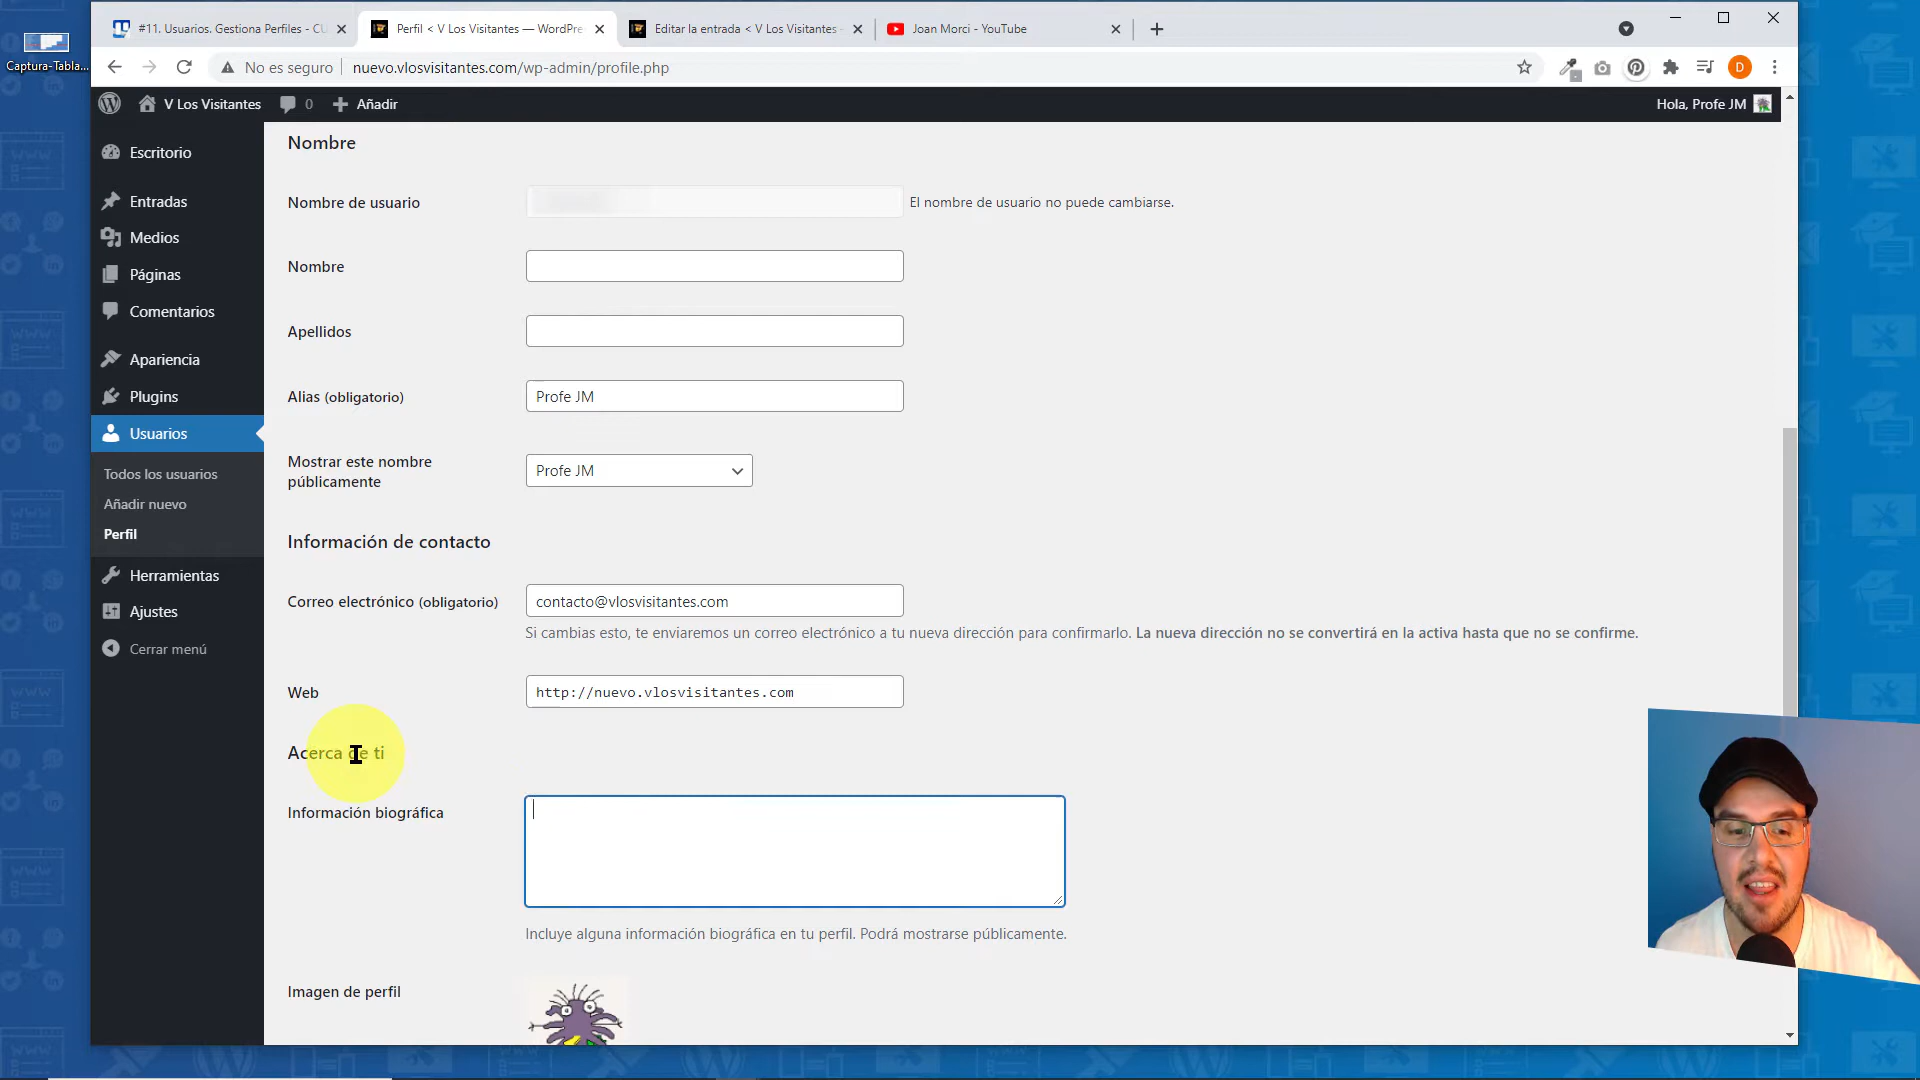 Captura-Tabla...
#11. Usuarios. Gestiona Perfiles - CU
Perfil < V Los Visitantes — WordPre
Editar la entrada < V Los Visitantes -
Joan Morci - YouTube
No es seguro
nuevo.vlosvisitantes.com/wp-admin/profile.php
D
V Los Visitantes
0
Añadir
Hola, Profe JM
Escritorio
Entradas
Medios
Páginas
Comentarios
Apariencia
Plugins
Usuarios
Todos los usuarios
Añadir nuevo
Perfil
Herramientas
Ajustes
Cerrar menú
Nombre
Nombre de usuario
El nombre de usuario no puede cambiarse.
Nombre
Apellidos
Alias (obligatorio)
Profe JM
Mostrar este nombre
públicamente
Profe JM
Información de contacto
Correo electrónico (obligatorio)
contacto@vlosvisitantes.com
Si cambias esto, te enviaremos un correo electrónico a tu nueva dirección para confirmarlo. La nueva dirección no se convertirá en la activa hasta que no se confirme.
Web
http://nuevo.vlosvisitantes.com
Acerca de ti
Información biográfica
Incluye alguna información biográfica en tu perfil. Podrá mostrarse públicamente.
Imagen de perfil